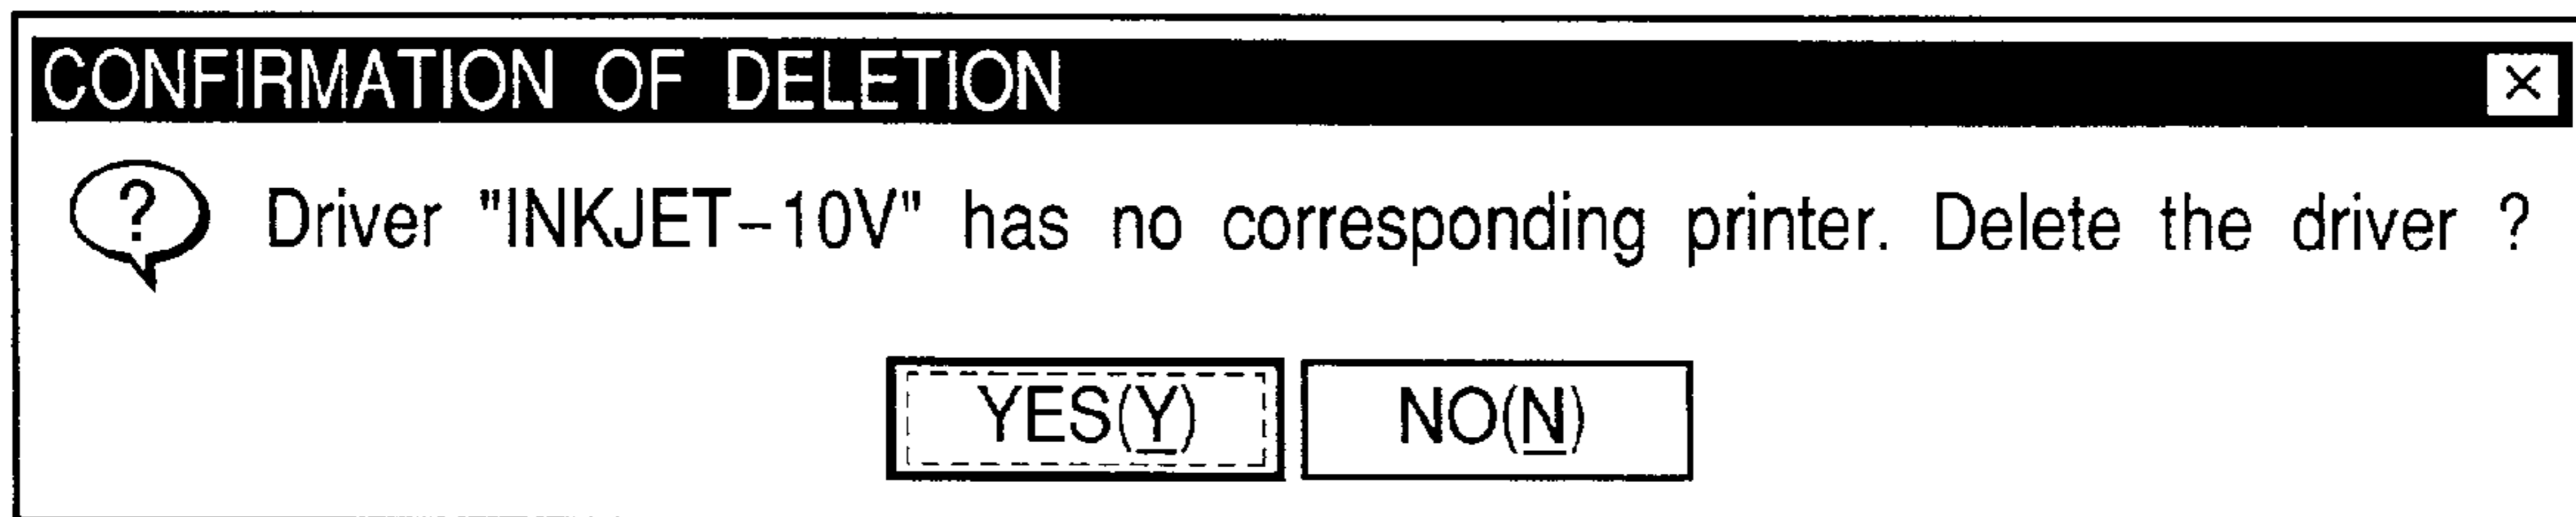 CONFIRMATION OF DELETION ×
? Driver "INKJET–10V" has no corresponding printer. Delete the driver ?
YES(Y) NO(N)